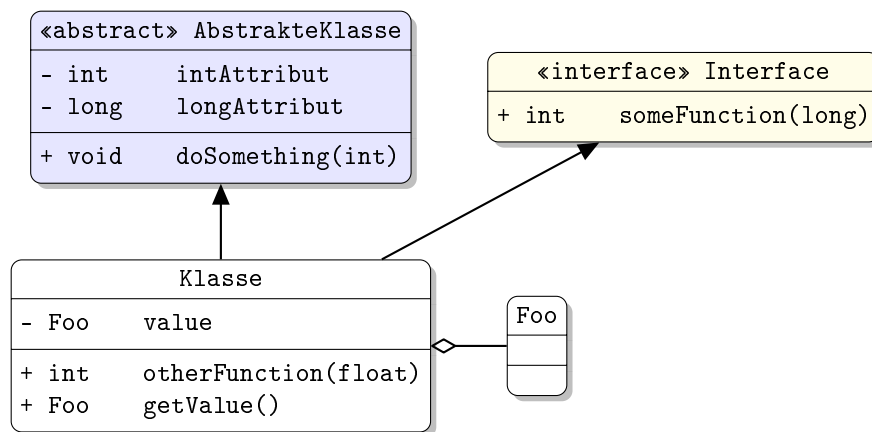 «abstract» AbstrakteKlasse
- int intAttribut
- long longAttribut
+ void doSomething(int)
«interface» Interface
+ int someFunction(long)
Klasse
- Foo value
+ int otherFunction(float)
+ Foo getValue()
Foo